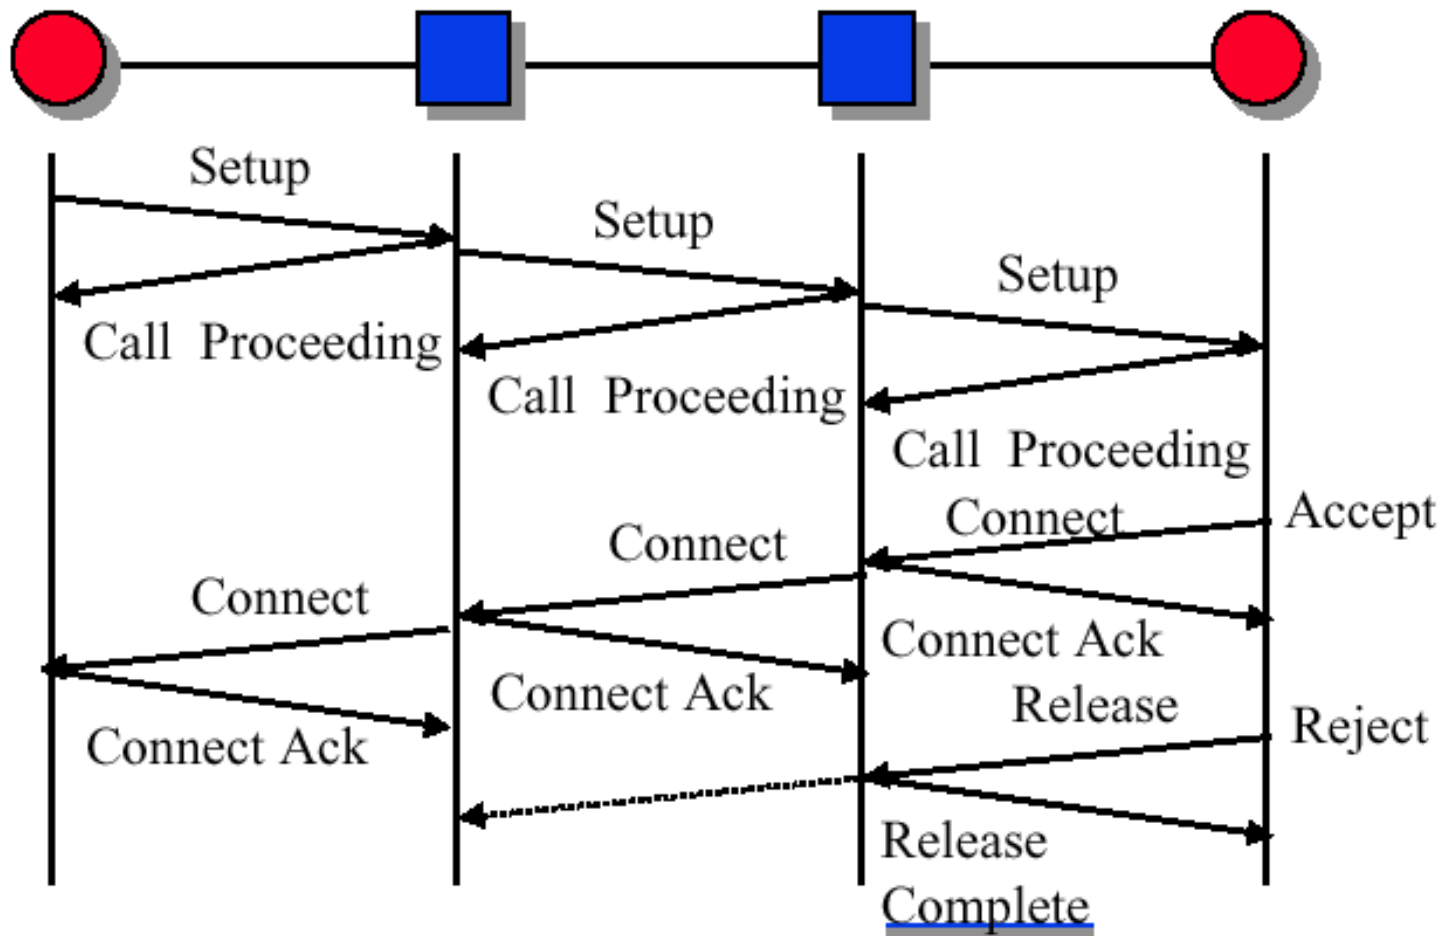 Setup
Setup
Setup
Call Proceeding
Call Proceeding
Call Proceeding
Connect
Accept
Connect
Connect
Connect Ack
Connect Ack
Connect Ack
Release
Reject
Release
Complete